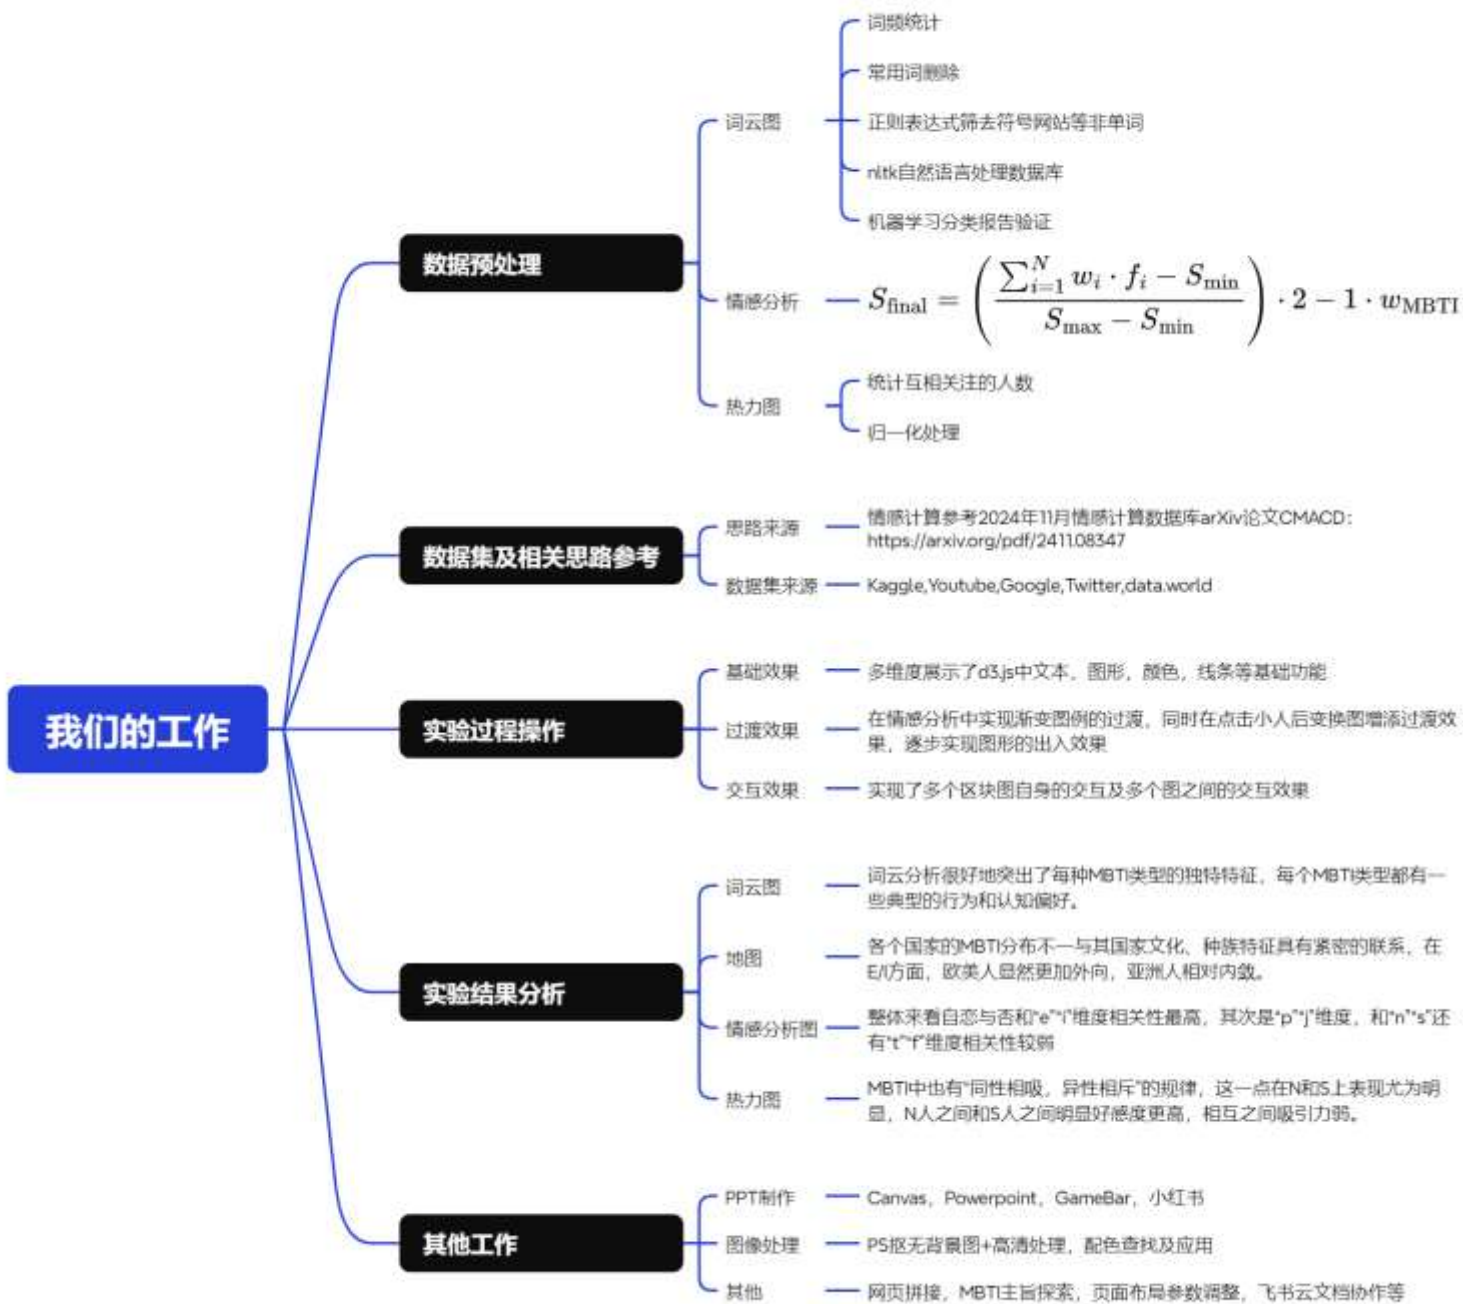 我们的工作
数据预处理
词云图
词频统计
常用词删除
正则表达式筛去符号网站等非单词
nltk自然语言处理数据库
机器学习分类报告验证
情感分析
S_final = ( (∑_{i=1}^{N} w_i · f_i − S_min) / (S_max − S_min) ) · 2 − 1 · w_MBTI
热力图
统计互相关注的人数
归一化处理
数据集及相关思路参考
思路来源
情感计算参考2024年11月情感计算数据库arXiv论文CMACD：
https://arxiv.org/pdf/2411.08347
数据集来源
Kaggle,Youtube,Google,Twitter,data.world
实验过程操作
基础效果
多维度展示了d3.js中文本，图形，颜色，线条等基础功能
过渡效果
在情感分析中实现渐变图例的过渡，同时在点击小人后变换图增添过渡效
果，逐步实现图形的出入效果
交互效果
实现了多个区块图自身的交互及多个图之间的交互效果
实验结果分析
词云图
词云分析很好地突出了每种MBTI类型的独特特征，每个MBTI类型都有一
些典型的行为和认知偏好。
地图
各个国家的MBTI分布不一与其国家文化、种族特征具有紧密的联系，在
E/I方面，欧美人显然更加外向，亚洲人相对内敛。
情感分析图
整体来看自恋与否和“e”“i”维度相关性最高，其次是“p”“j”维度，和“n”“s”还
有“t”“f”维度相关性较弱
热力图
MBTI中也有“同性相吸，异性相斥”的规律，这一点在N和S上表现尤为明
显，N人之间和S人之间明显好感度更高，相互之间吸引力弱。
其他工作
PPT制作
Canvas，Powerpoint，GameBar，小红书
图像处理
PS抠无背景图+高清处理，配色查找及应用
其他
网页拼接，MBTI主旨探索，页面布局参数调整，飞书云文档协作等